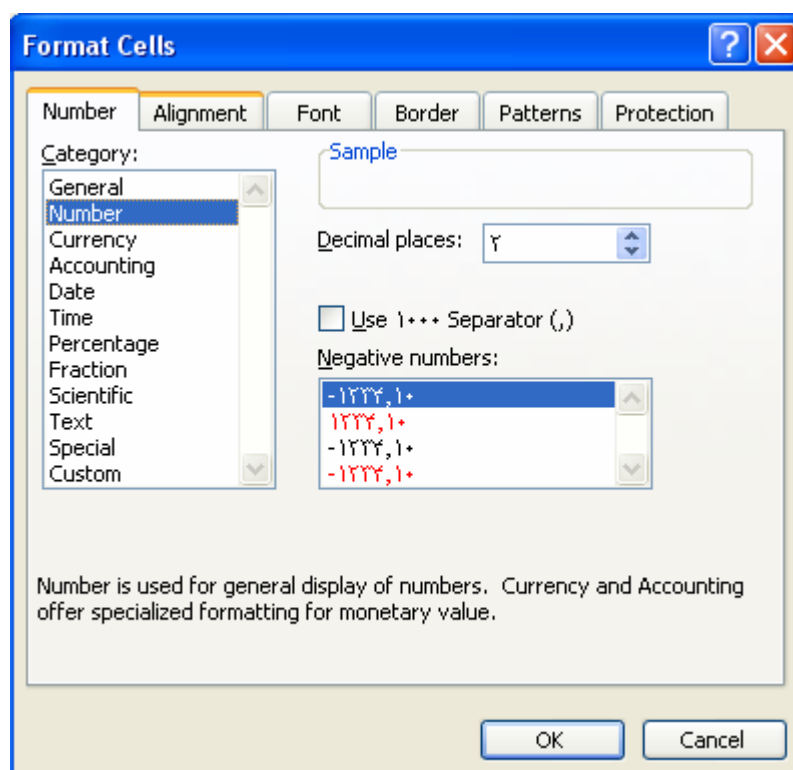 Format Cells
Number
Alignment
Font
Border
Patterns
Protection
Category:
General
Number
Currency
Accounting
Date
Time
Percentage
Fraction
Scientific
Text
Special
Custom
Sample
Decimal places: ۲
Use ۱۰۰۰ Separator (,)
Negative numbers:
-۱۲۳۴,۱۰
۱۲۳۴,۱۰
-۱۲۳۴,۱۰
-۱۲۳۴,۱۰
Number is used for general display of numbers. Currency and Accounting
offer specialized formatting for monetary value.
OK
Cancel